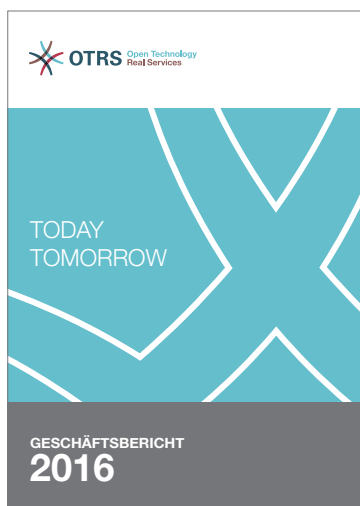 OTRS Open Technology
Real Services
TODAY
TOMORROW
GESCHÄFTSBERICHT
2016